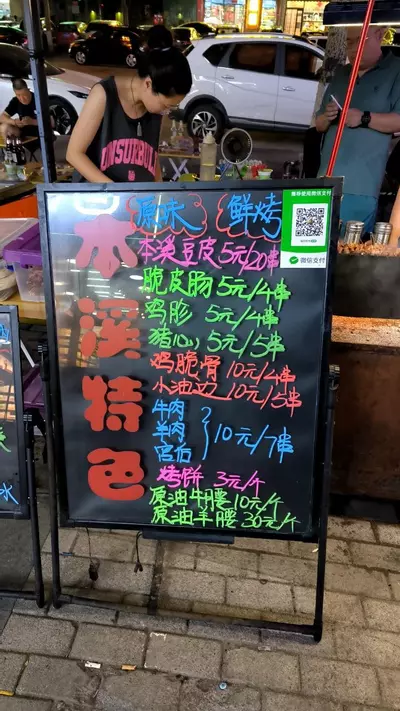 本溪特色
原味 鲜烤
本溪豆皮5元/20串
脆皮肠5元/4串
鸡胗 5元/4串
猪心 5元/5串
鸡脆骨10元/4串
小油边10元/5串
牛肉
羊肉
宫后
10元/7串
烤饼 3元/个
原油牛腰10元/个
原油羊腰30元/个
推荐使用微信支付
微信支付
UNSURBUL